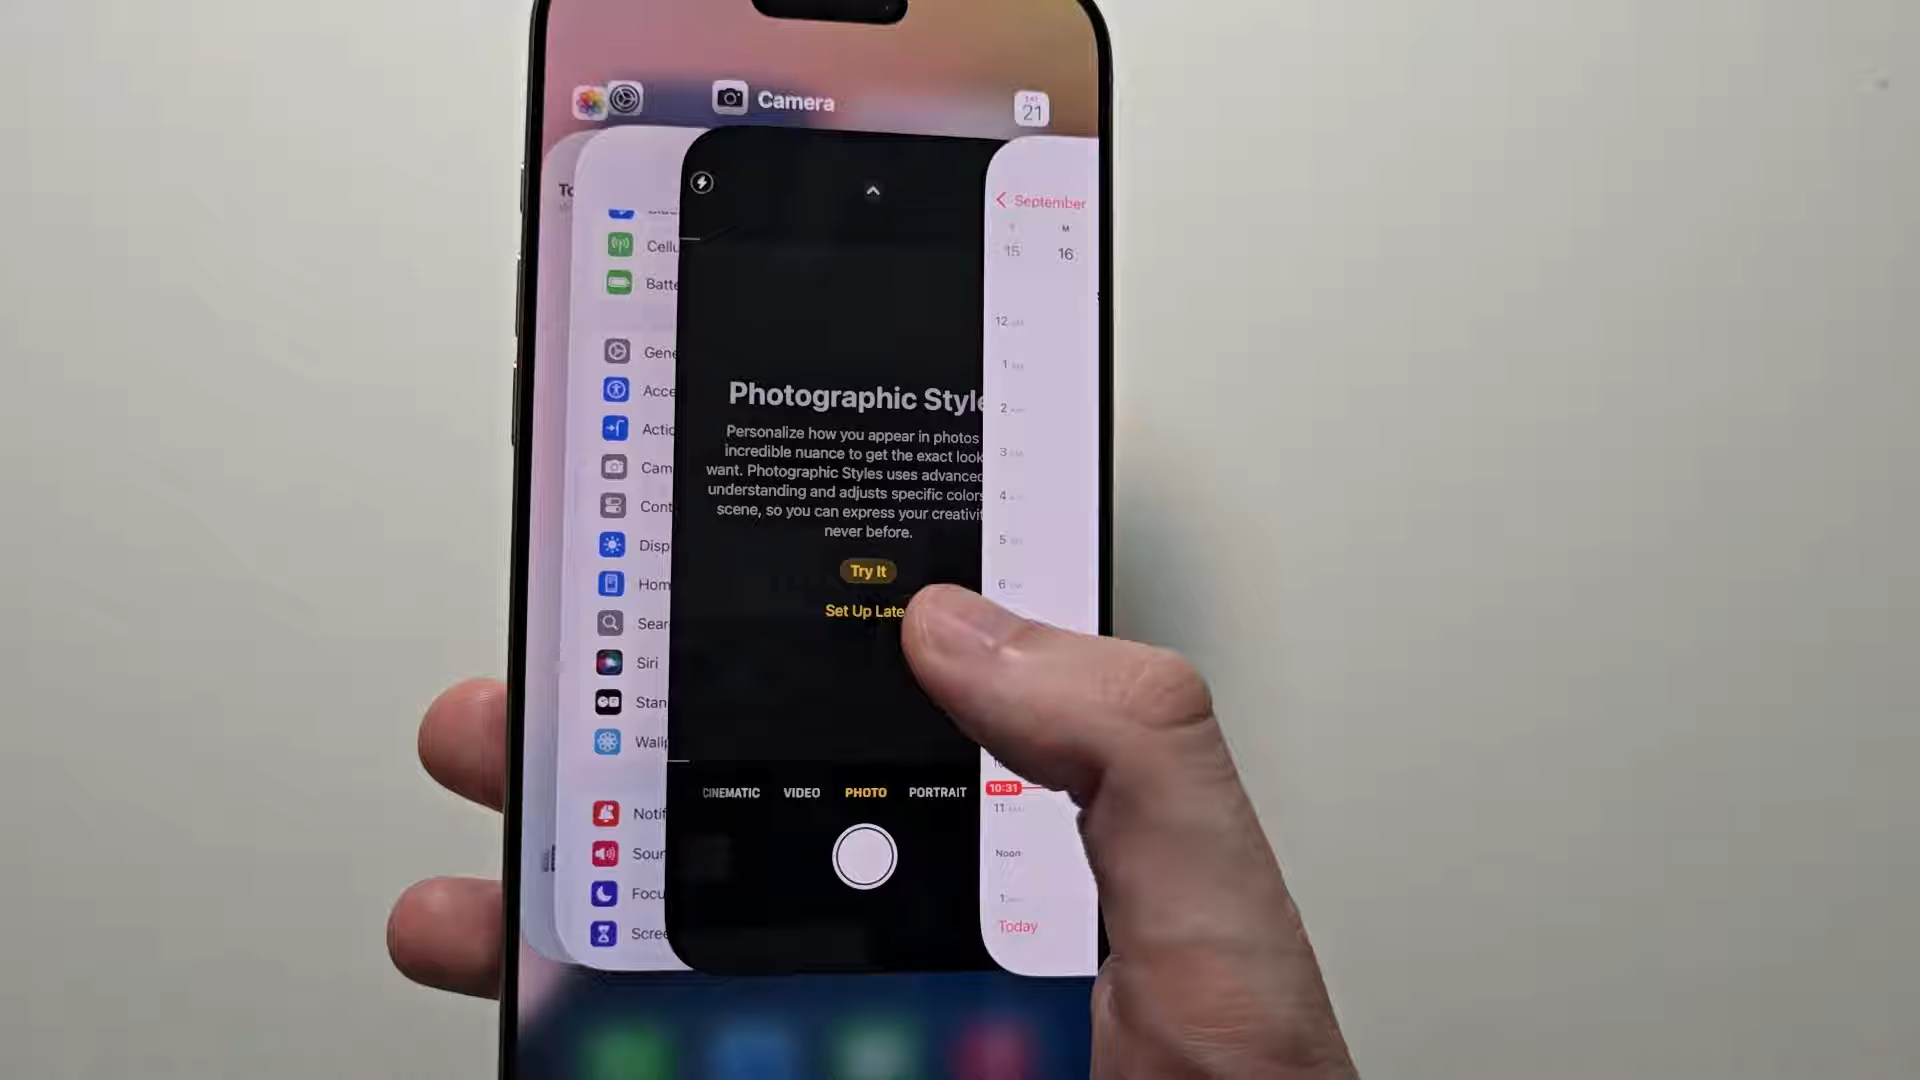 Camera
21
September
M
15
16
Cellu
Batte
12
1
2
3
4
5
6
Gene
Acce
Actio
Cam
Cont
Disp
Hom
Sear
Siri
Stan
Wallp
Photographic Style
Personalize how you appear in photos
incredible nuance to get the exact look
want. Photographic Styles uses advanced
understanding and adjusts specific colors
scene, so you can express your creativit
never before.
Try It
Set Up Late
CINEMATIC
VIDEO
PHOTO
PORTRAIT
10:31
11
Noon
1
Today
Notif
Soun
Focu
Scree